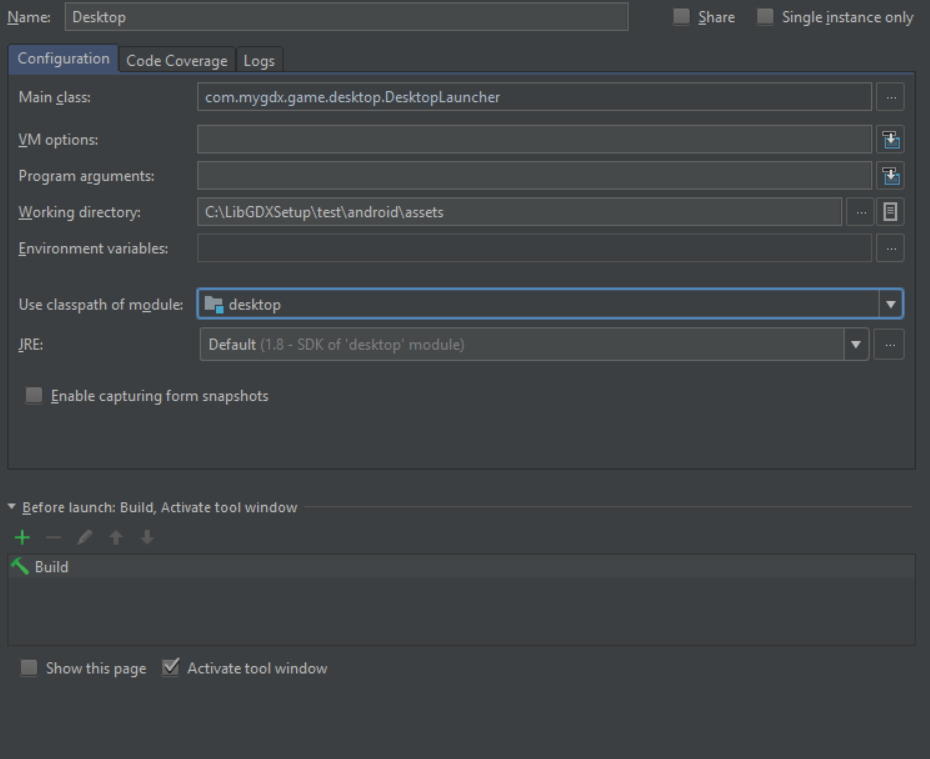 Name: Desktop Share Single instance only
Configuration Code Coverage Logs
Main class: com.mygdx.game.desktop.DesktopLauncher ...
VM options:
Program arguments:
Working directory: C:\LibGDXSetup\test\android\assets ...
Environment variables: ...
Use classpath of module: desktop
JRE: Default (1.8 - SDK of 'desktop' module) ...
Enable capturing form snapshots
Before launch: Build, Activate tool window
Build
Show this page Activate tool window